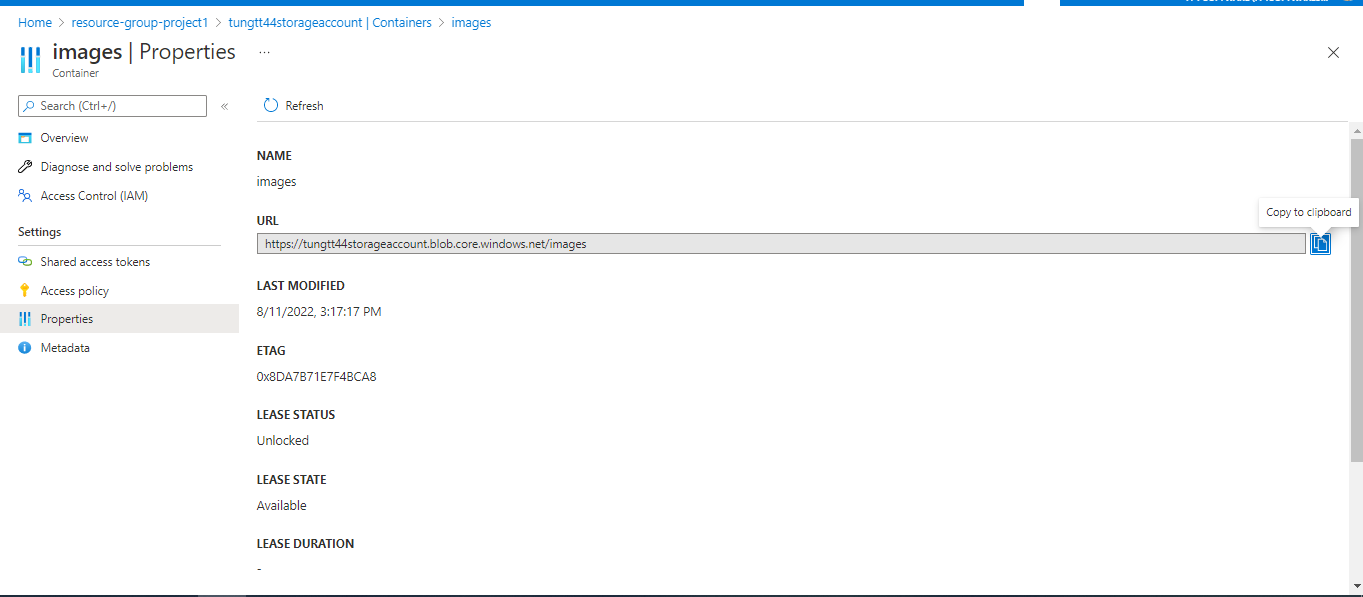 Home > resource-group-project1 > tungtt44storageaccount | Containers > images
images | Properties ...
Container
Search (Ctrl+/)
«
Refresh
Overview
Diagnose and solve problems
Access Control (IAM)
Settings
Shared access tokens
Access policy
Properties
Metadata
NAME
images
URL
https://tungtt44storageaccount.blob.core.windows.net/images
Copy to clipboard
LAST MODIFIED
8/11/2022, 3:17:17 PM
ETAG
0x8DA7B71E7F4BCA8
LEASE STATUS
Unlocked
LEASE STATE
Available
LEASE DURATION
-